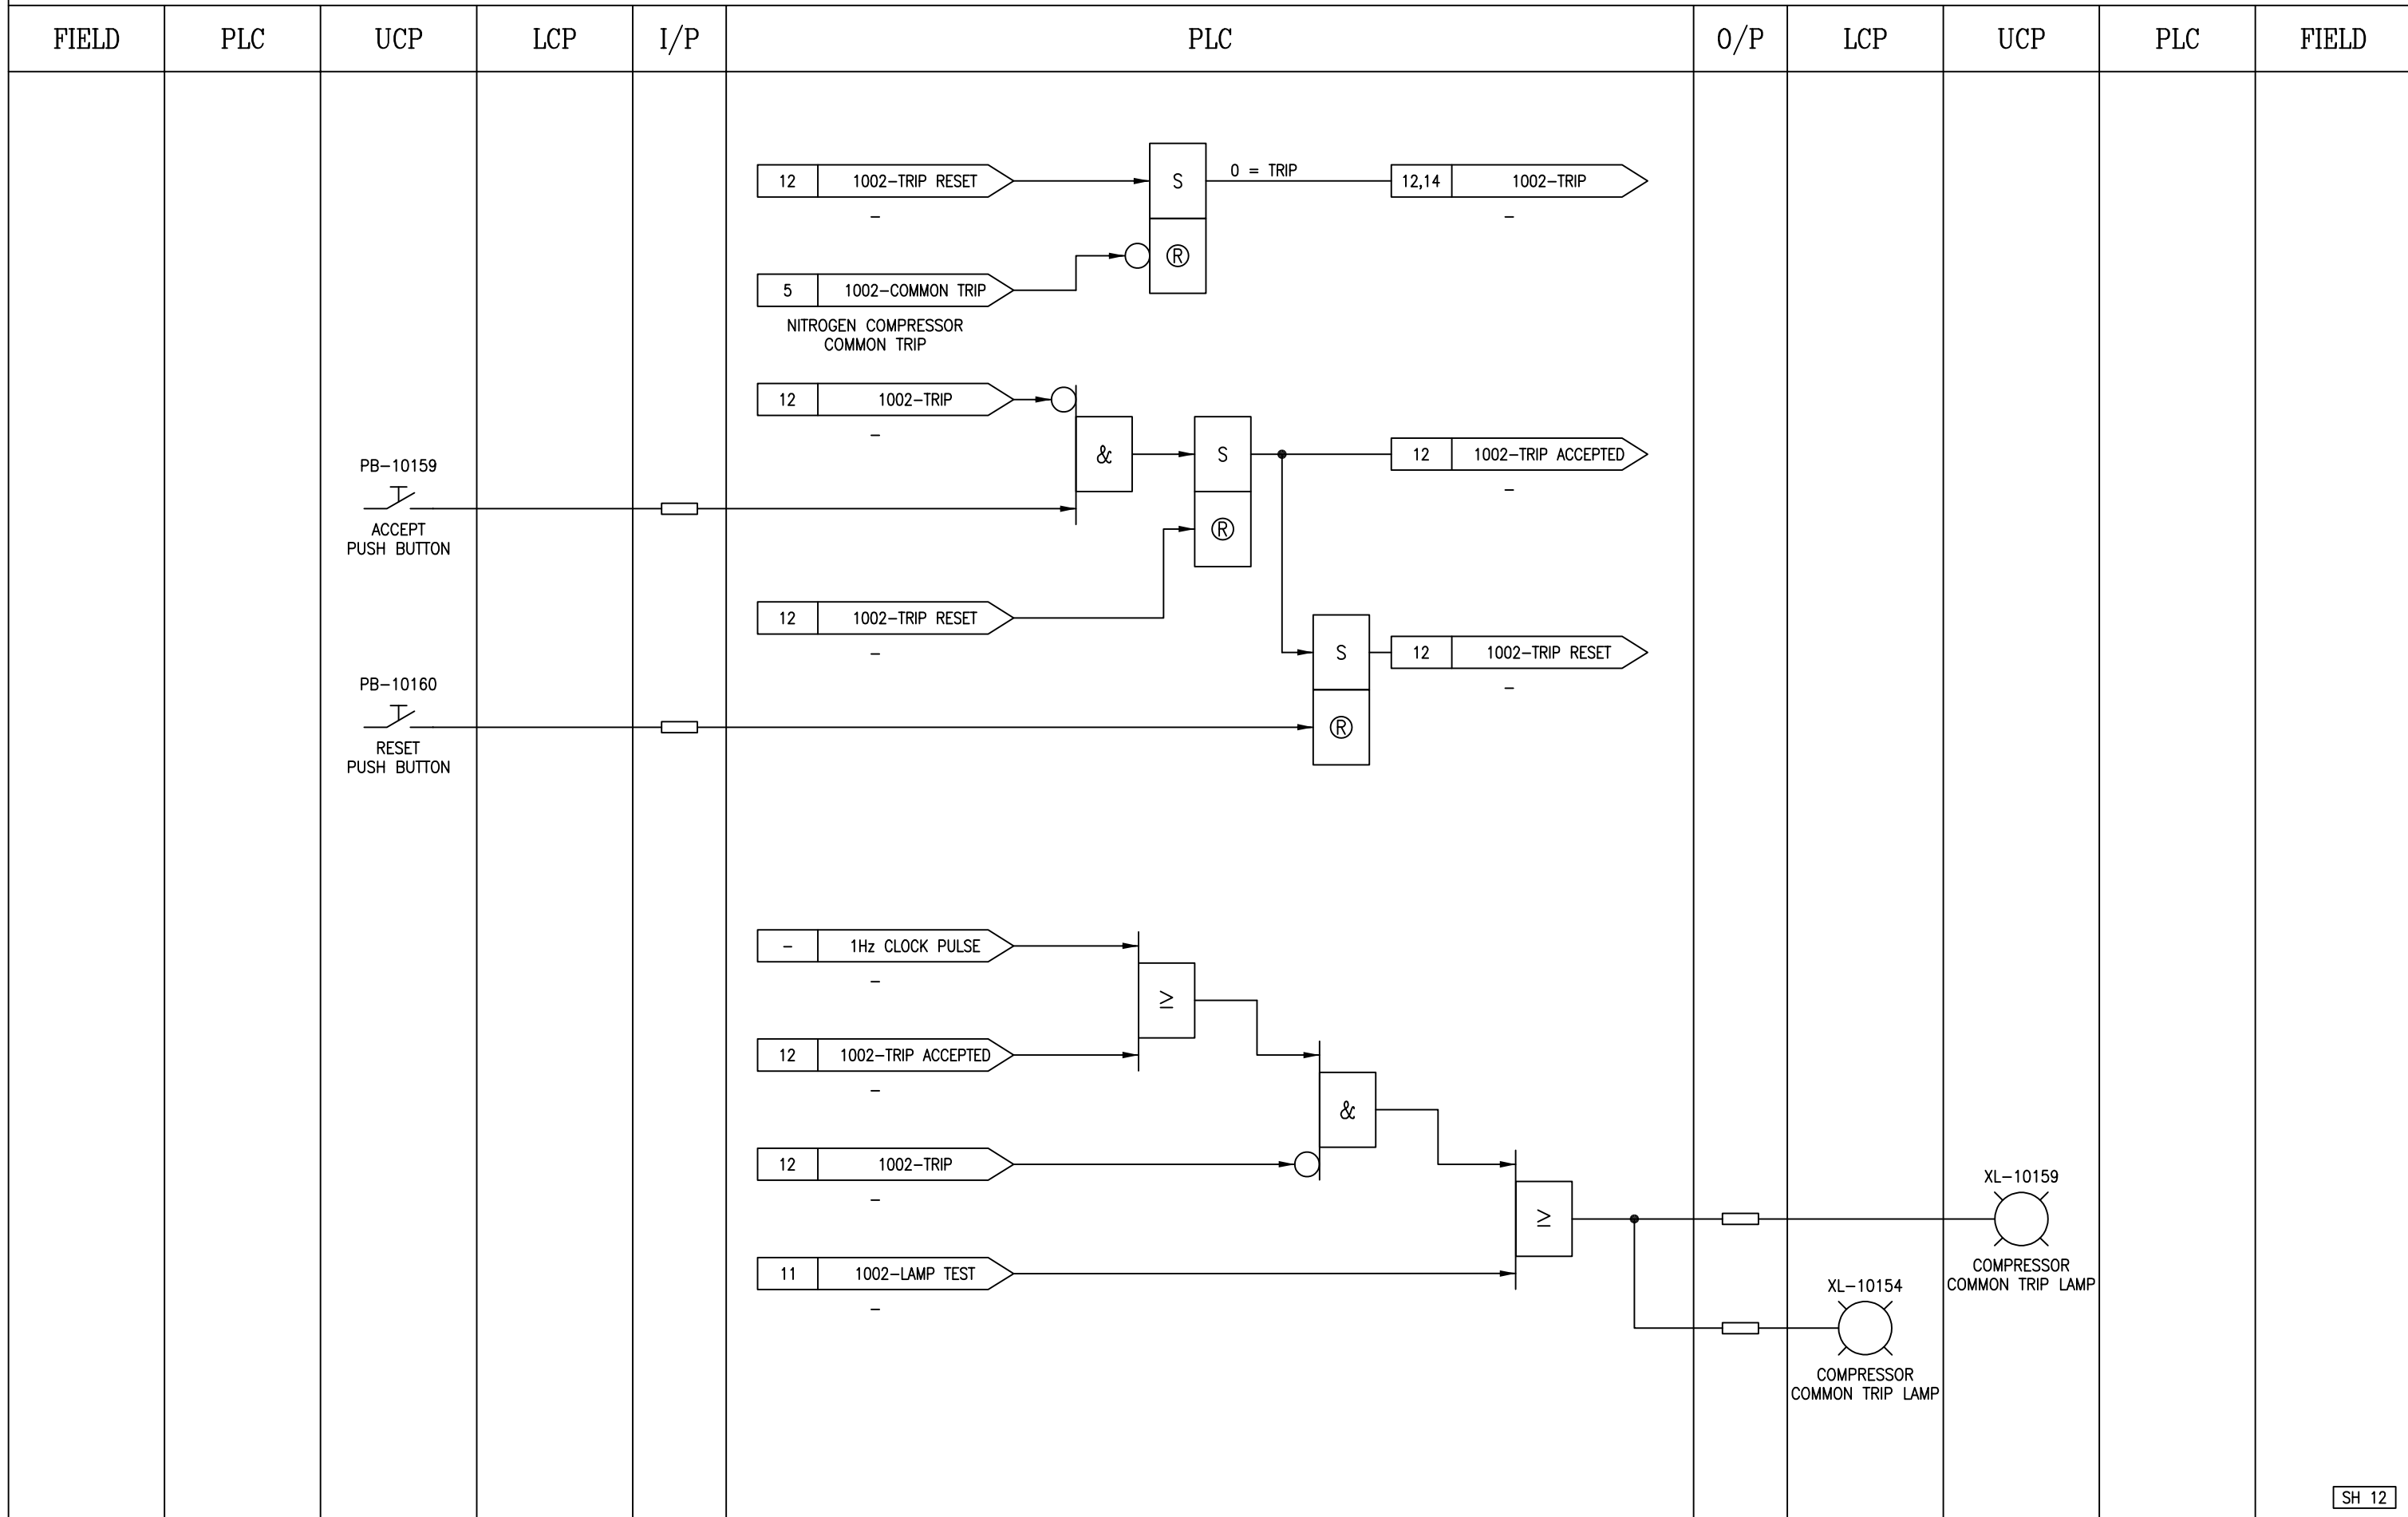 FIELD PLC UCP LCP I/P PLC O/P LCP UCP PLC FIELD
12 1002-TRIP RESET
-
S
Ⓡ
0 = TRIP
12,14 1002-TRIP
-
5 1002-COMMON TRIP
NITROGEN COMPRESSOR
COMMON TRIP
12 1002-TRIP
-
&
S
Ⓡ
12 1002-TRIP ACCEPTED
-
PB-10159
ACCEPT
PUSH BUTTON
12 1002-TRIP RESET
-
S
Ⓡ
12 1002-TRIP RESET
-
PB-10160
RESET
PUSH BUTTON
- 1Hz CLOCK PULSE
-
≥
12 1002-TRIP ACCEPTED
-
&
12 1002-TRIP
-
≥
11 1002-LAMP TEST
-
XL-10159
COMPRESSOR
COMMON TRIP LAMP
XL-10154
COMPRESSOR
COMMON TRIP LAMP
SH 12